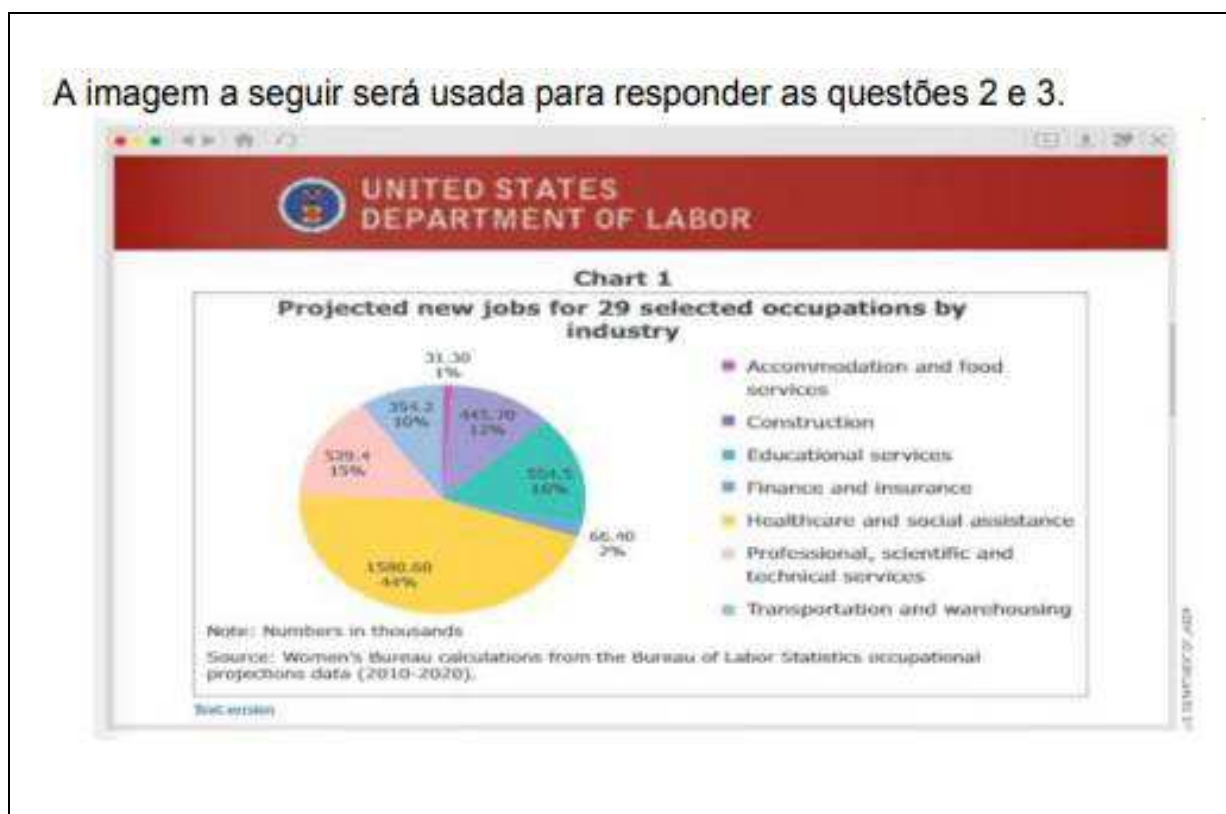 A imagem a seguir será usada para responder as questões 2 e 3.
UNITED STATES
DEPARTMENT OF LABOR
Chart 1
Projected new jobs for 29 selected occupations by
industry
31.30
1%
354.2
10%
12%
539.4
15%
554.5
16%
66.40
2%
1580.60
44%
Accommodation and food
services
Construction
Educational services
Finance and insurance
Healthcare and social assistance
Professional, scientific and
technical services
Transportation and warehousing
Note: Numbers in thousands
Source: Women's Bureau calculations from the Bureau of Labor Statistics occupational
projections data (2010-2020).
Text version